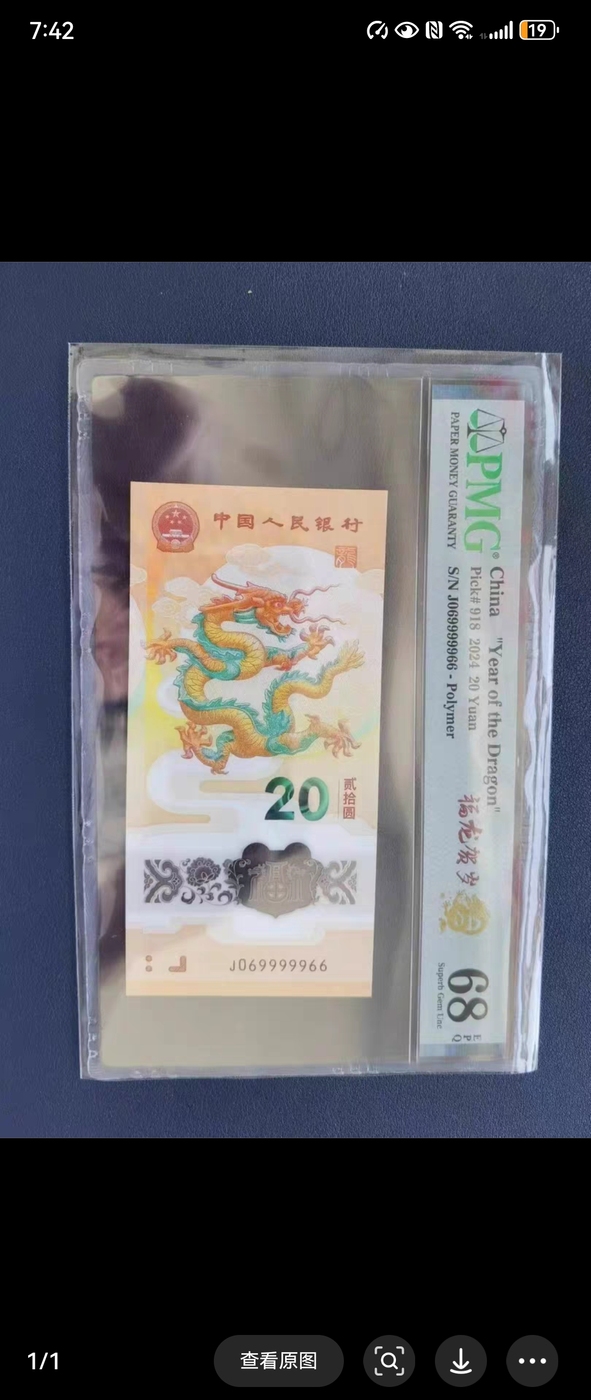 7:42
19
中国人民银行
20
贰拾圆
J069999966
PMG®
PAPER MONEY GUARANTY
China "Year of the Dragon"
Pick# 918 2024 20 Yuan
S/N J069999966 - Polymer
福龙贺岁
68
EPQ
Superb Gem Unc
1/1
查看原图